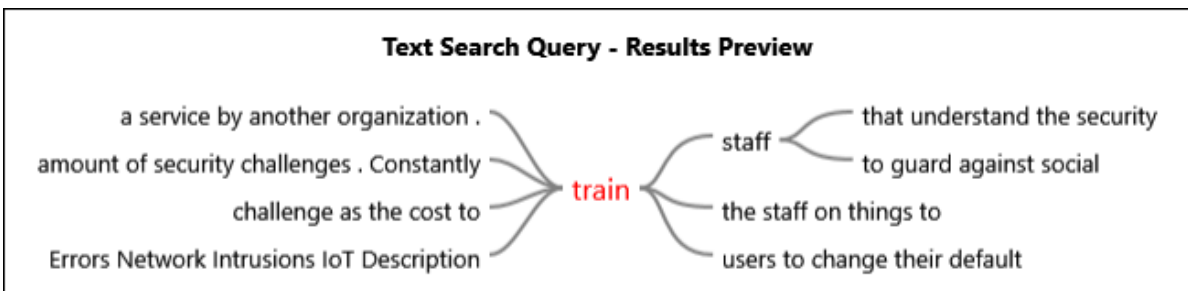 Text Search Query - Results Preview
a service by another organization .
amount of security challenges . Constantly
challenge as the cost to
Errors Network Intrusions IoT Description
train
staff
that understand the security
to guard against social
the staff on things to
users to change their default